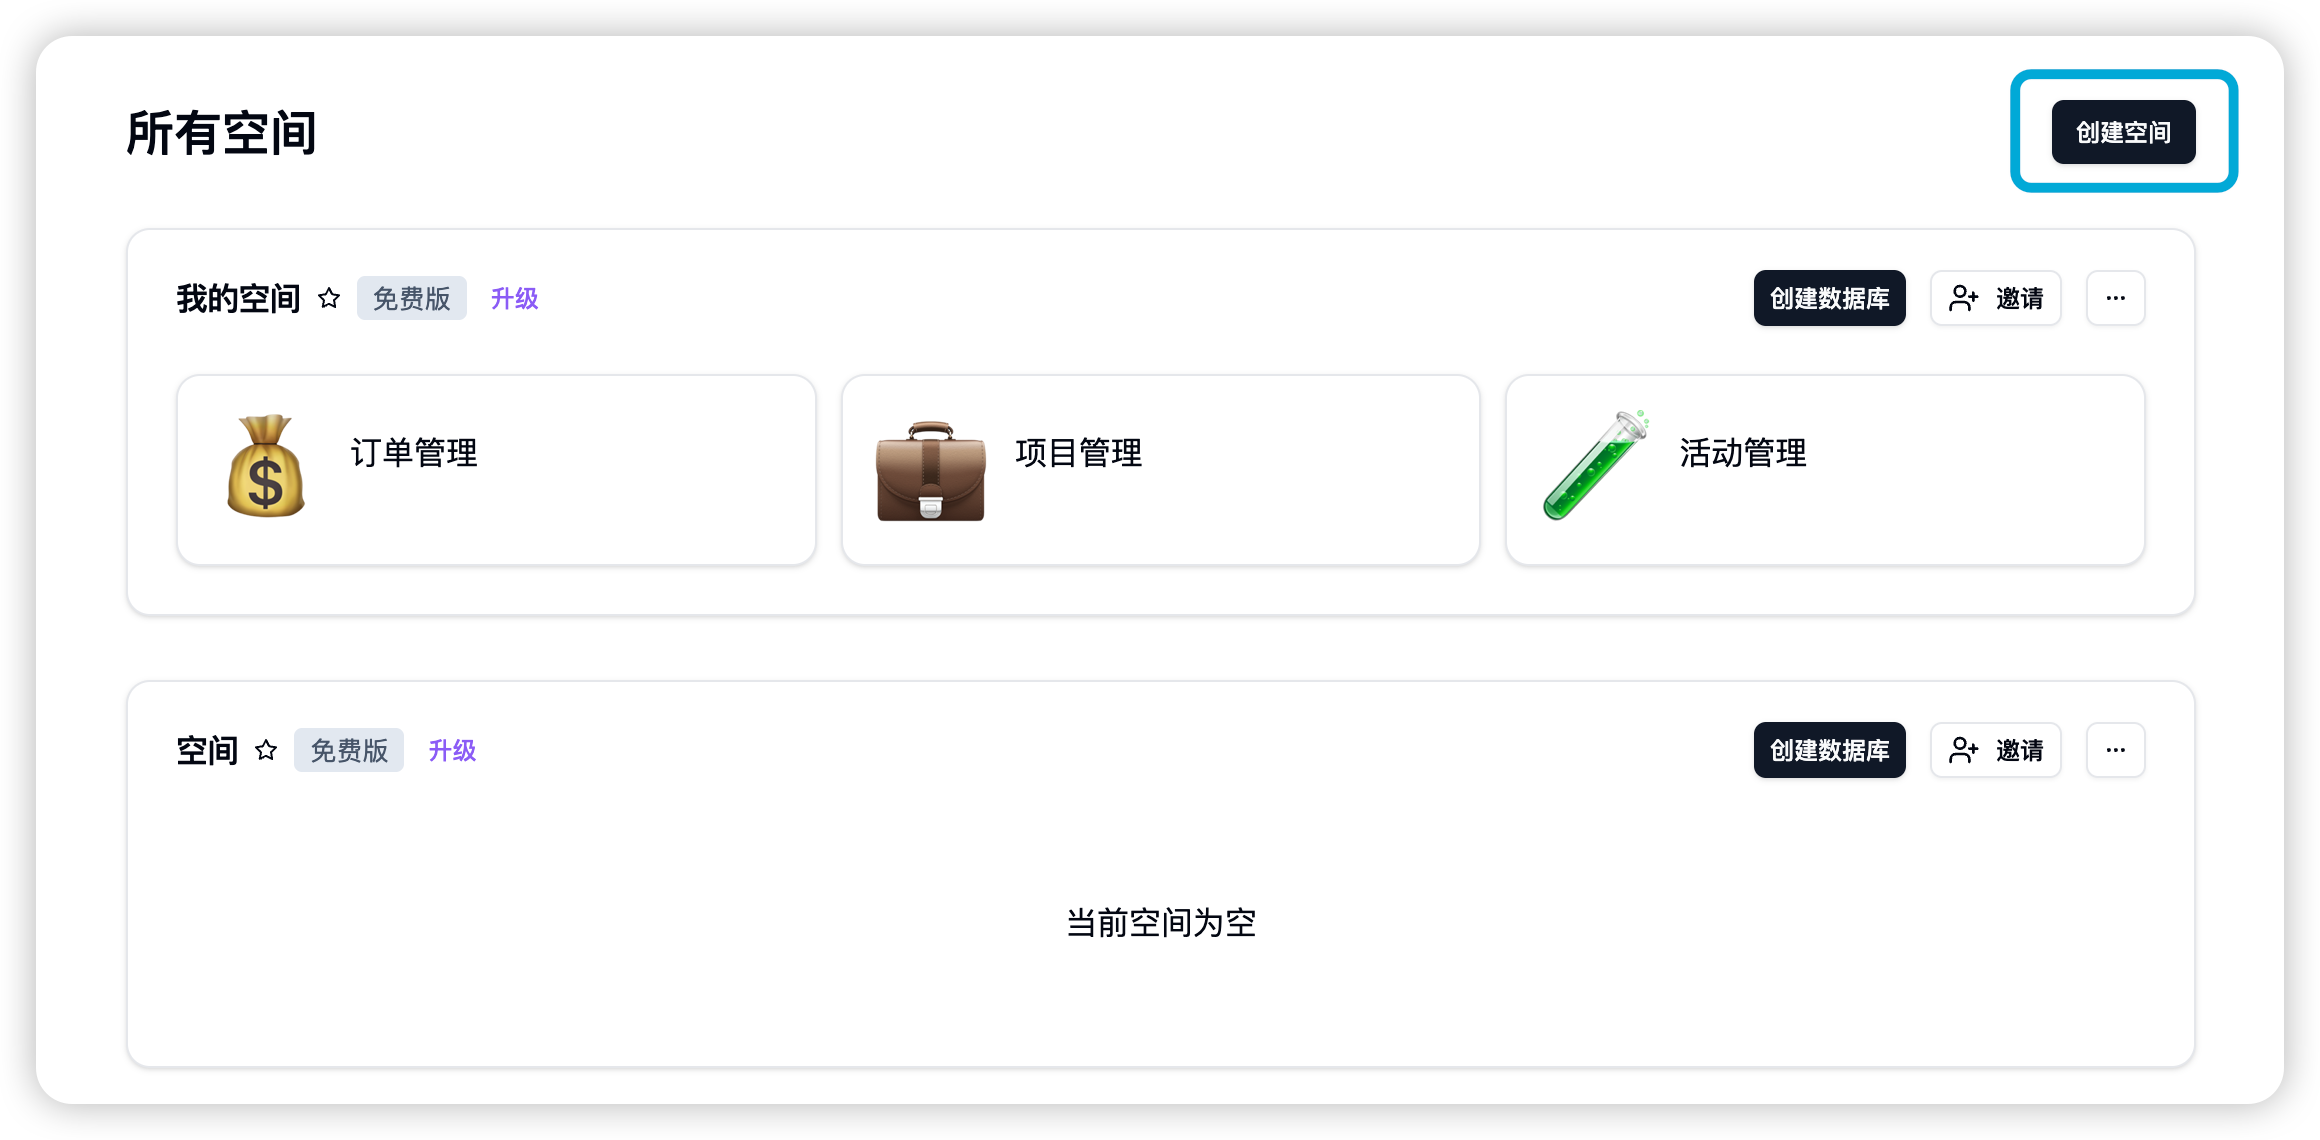 所有空间
创建空间
我的空间 免费版 升级
创建数据库 邀请
$ 订单管理
项目管理
活动管理
空间 免费版 升级
创建数据库 邀请
当前空间为空